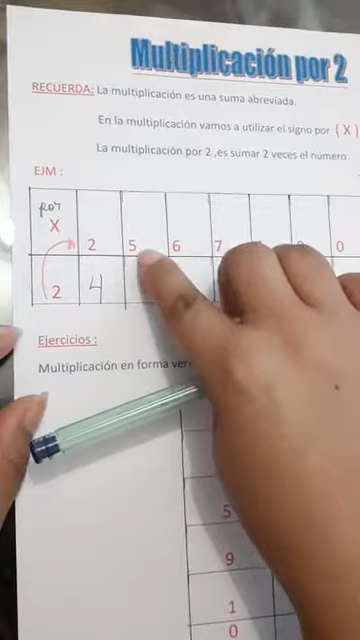 Multiplicación por 2
RECUERDA: La multiplicación es una suma abreviada.
En la multiplicación vamos a utilizar el signo por ( X )
La multiplicación por 2 ,es sumar 2 veces el número.
EJM :
por
X 2 5 6 7 0
2 4
Ejercicios :
Multiplicación en forma
5
9
1
0